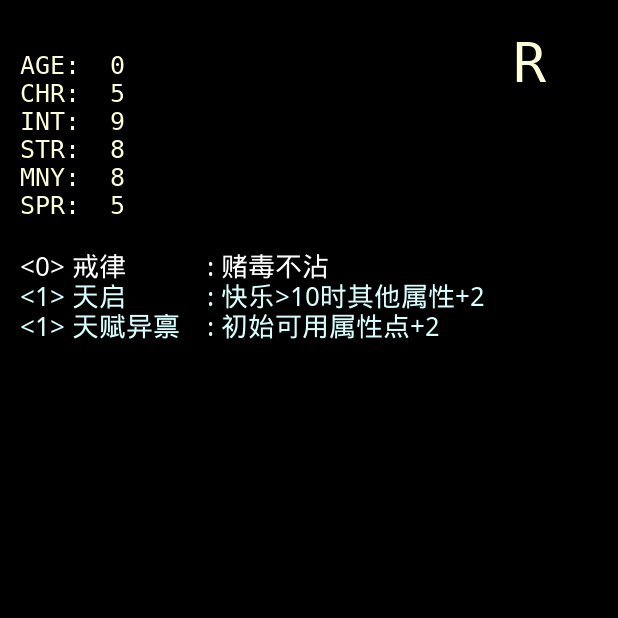 R
AGE: 0
CHR: 5
INT: 9
STR: 8
MNY: 8
SPR: 5
<0> 戒律 : 赌毒不沾
<1> 天启 : 快乐>10时其他属性+2
<1> 天赋异禀 : 初始可用属性点+2